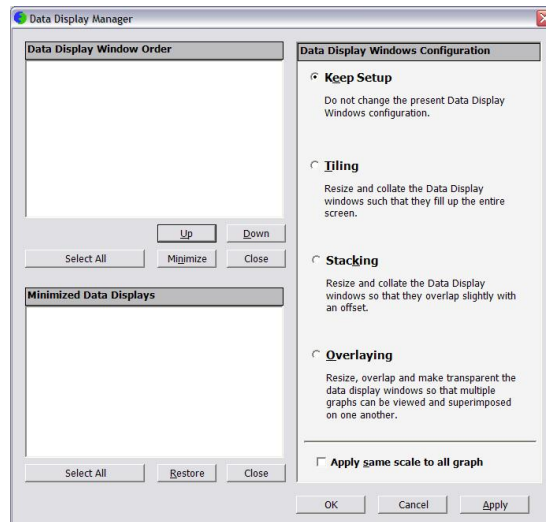 Data Display Manager
Data Display Window Order
Up
Down
Select All
Minimize
Close
Minimized Data Displays
Select All
Restore
Close
Data Display Windows Configuration
Keep Setup
Do not change the present Data Display
Windows configuration.
Tiling
Resize and collate the Data Display
windows such that they fill up the entire
screen.
Stacking
Resize and collate the Data Display
windows so that they overlap slightly with
an offset.
Overlaying
Resize, overlap and make transparent the
data display windows so that multiple
graphs can be viewed and superimposed
on one another.
Apply same scale to all graph
OK
Cancel
Apply